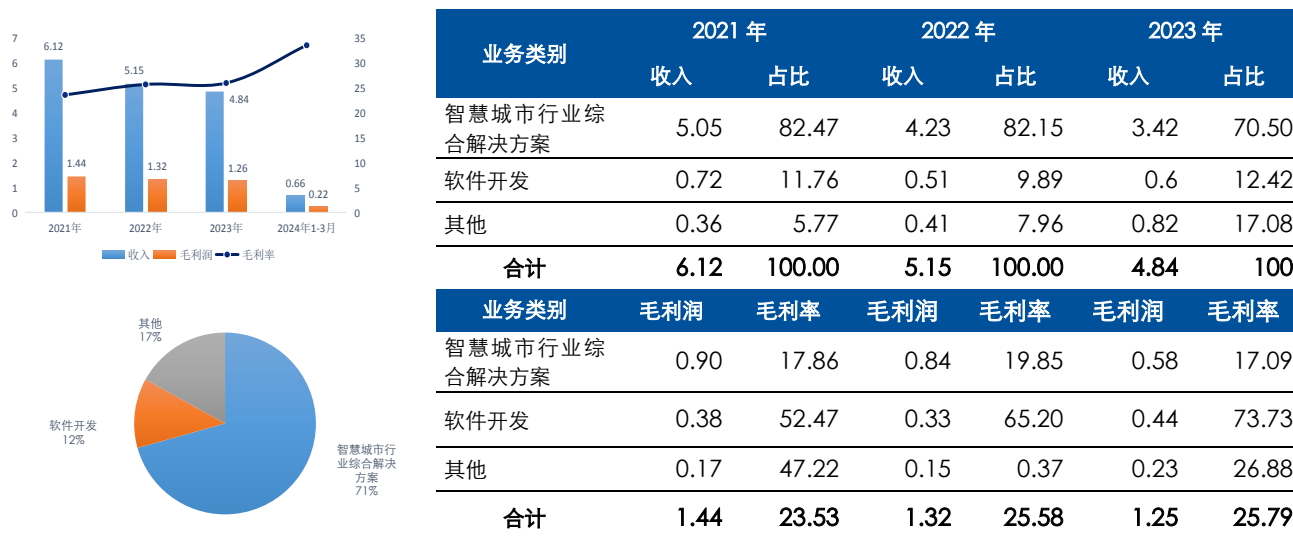 7
6
5
4
3
2
1
0
35
30
25
20
15
10
5
0
6.12
5.15
4.84
1.44
1.32
1.26
0.66
0.22
2021年
2022年
2023年
2024年1-3月
收入
毛利润
毛利率
其他
17%
软件开发
12%
智慧城市行
业综合解决
方案
71%
业务类别 2021 年 2022 年 2023 年
收入 占比 收入 占比 收入 占比
智慧城市行业综
合解决方案 5.05 82.47 4.23 82.15 3.42 70.50
软件开发 0.72 11.76 0.51 9.89 0.6 12.42
其他 0.36 5.77 0.41 7.96 0.82 17.08
合计 6.12 100.00 5.15 100.00 4.84 100
业务类别 毛利润 毛利率 毛利润 毛利率 毛利润 毛利率
智慧城市行业综
合解决方案 0.90 17.86 0.84 19.85 0.58 17.09
软件开发 0.38 52.47 0.33 65.20 0.44 73.73
其他 0.17 47.22 0.15 0.37 0.23 26.88
合计 1.44 23.53 1.32 25.58 1.25 25.79